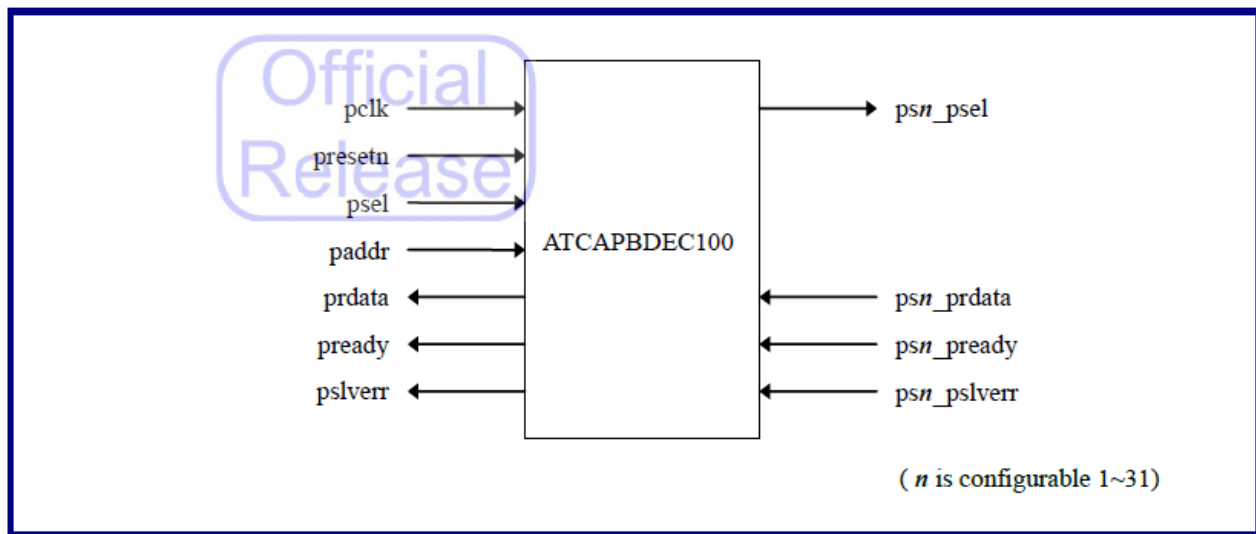 Official
Release
pclk
presetn
psel
paddr
prdata
pready
pslverr
ATCAPBDEC100
psn_psel
psn_prdata
psn_pready
psn_pslverr
( n is configurable 1~31)